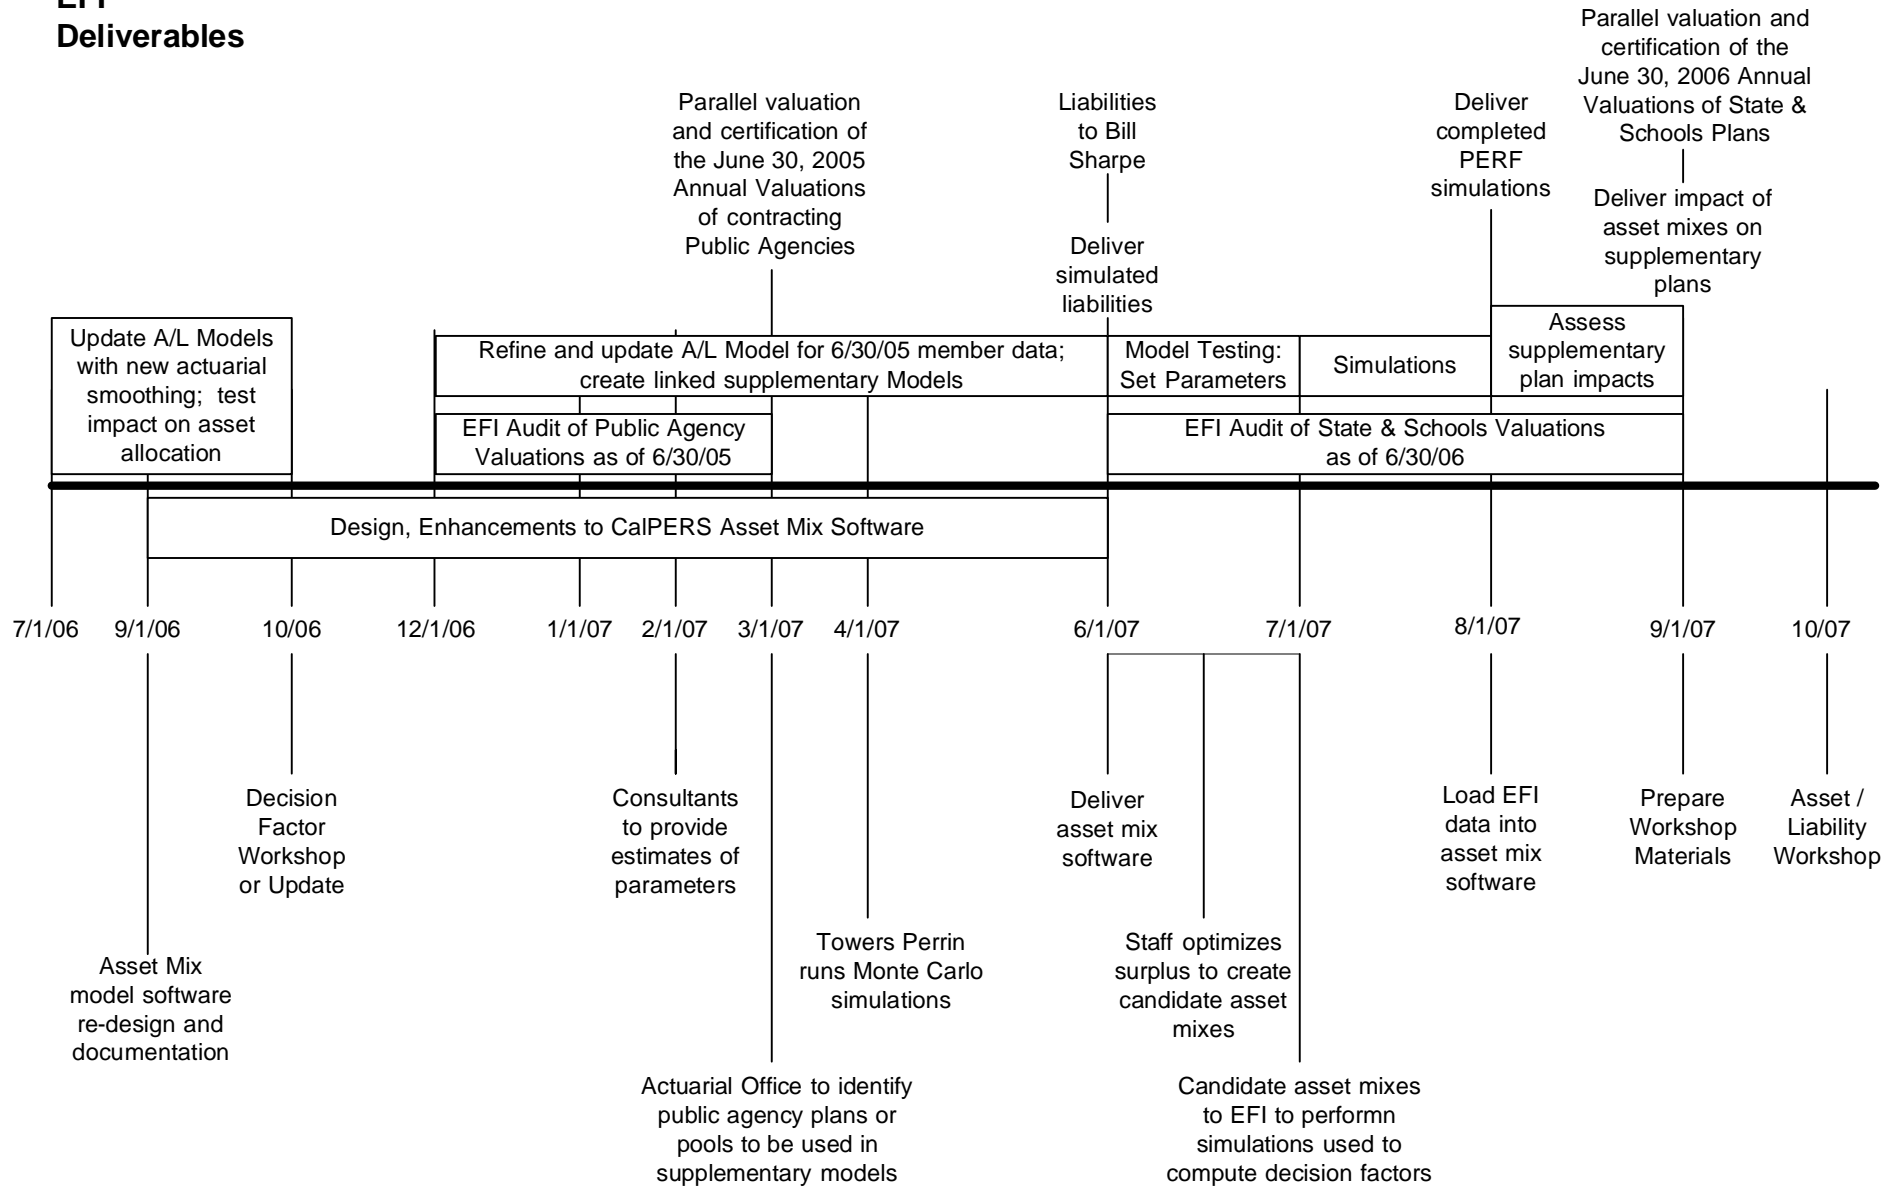 EFI
Deliverables
Parallel valuation and
certification of the
June 30, 2006 Annual
Valuations of State &
Schools Plans
Parallel valuation
and certification of
the June 30, 2005
Annual Valuations
of contracting
Public Agencies
Liabilities
to Bill
Sharpe
Deliver
completed
PERF
simulations
Deliver impact of
asset mixes on
supplementary
plans
Deliver
simulated
liabilities
Update A/L Models
with new actuarial
smoothing; test
impact on asset
allocation
Refine and update A/L Model for 6/30/05 member data;
create linked supplementary Models
Model Testing:
Set Parameters
Simulations
Assess
supplementary
plan impacts
EFI Audit of Public Agency
Valuations as of 6/30/05
EFI Audit of State & Schools Valuations
as of 6/30/06
Design, Enhancements to CalPERS Asset Mix Software
7/1/06
9/1/06
10/06
12/1/06
1/1/07
2/1/07
3/1/07
4/1/07
6/1/07
7/1/07
8/1/07
9/1/07
10/07
Decision
Factor
Workshop
or Update
Consultants
to provide
estimates of
parameters
Deliver
asset mix
software
Load EFI
data into
asset mix
software
Prepare
Workshop
Materials
Asset /
Liability
Workshop
Asset Mix
model software
re-design and
documentation
Towers Perrin
runs Monte Carlo
simulations
Staff optimizes
surplus to create
candidate asset
mixes
Actuarial Office to identify
public agency plans or
pools to be used in
supplementary models
Candidate asset mixes
to EFI to performn
simulations used to
compute decision factors